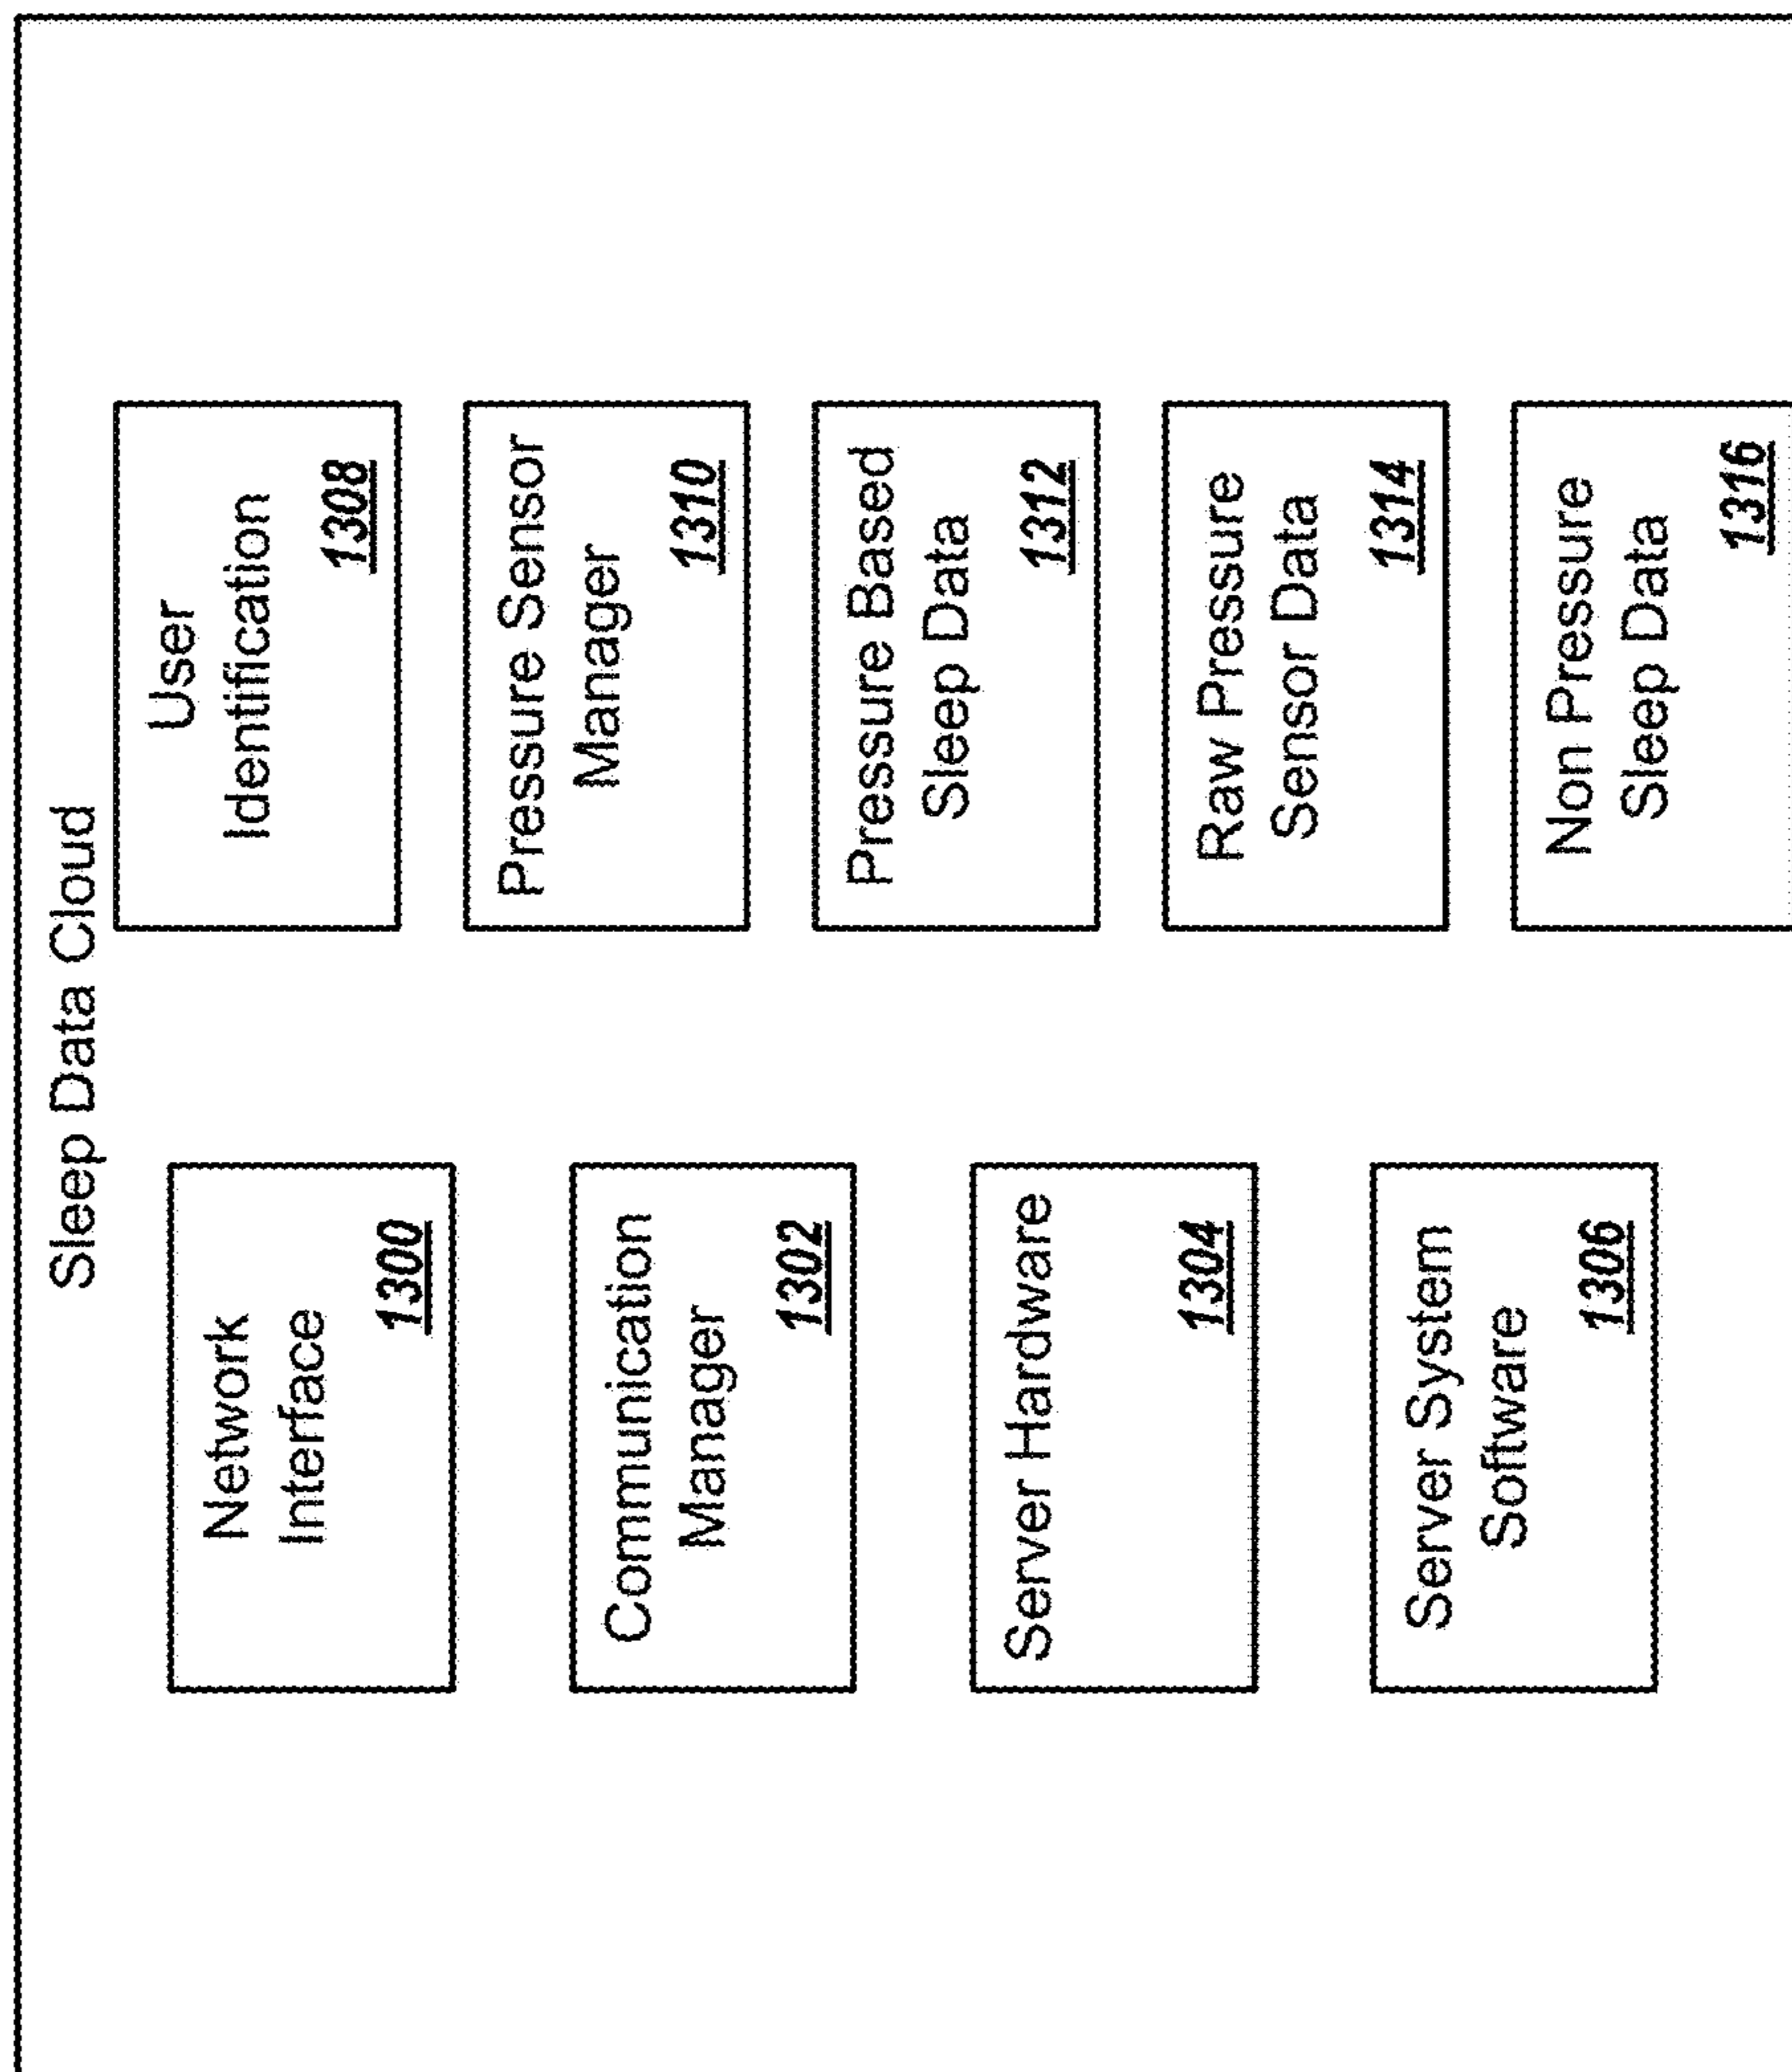 Sleep Data Cloud
Network
Interface
1300
Communication
Manager
1302
Server Hardware
1304
Server System
Software
1306
User
Identification
1308
Pressure Sensor
Manager
1310
Pressure Based
Sleep Data
1312
Raw Pressure
Sensor Data
1314
Non Pressure
Sleep Data
1316